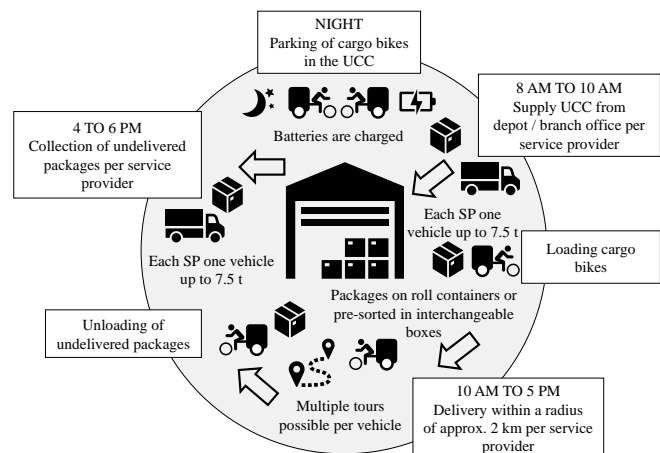 NIGHT
Parking of cargo bikes
in the UCC
Batteries are charged
8 AM TO 10 AM
Supply UCC from
depot / branch office per
service provider
Each SP one
vehicle up to 7.5 t
Loading cargo
bikes
Packages on roll containers or
pre-sorted in interchangeable
boxes
10 AM TO 5 PM
Delivery within a radius
of approx. 2 km per service
provider
Multiple tours
possible per vehicle
Unloading of
undelivered packages
4 TO 6 PM
Collection of undelivered
packages per service
provider
Each SP one vehicle
up to 7.5 t